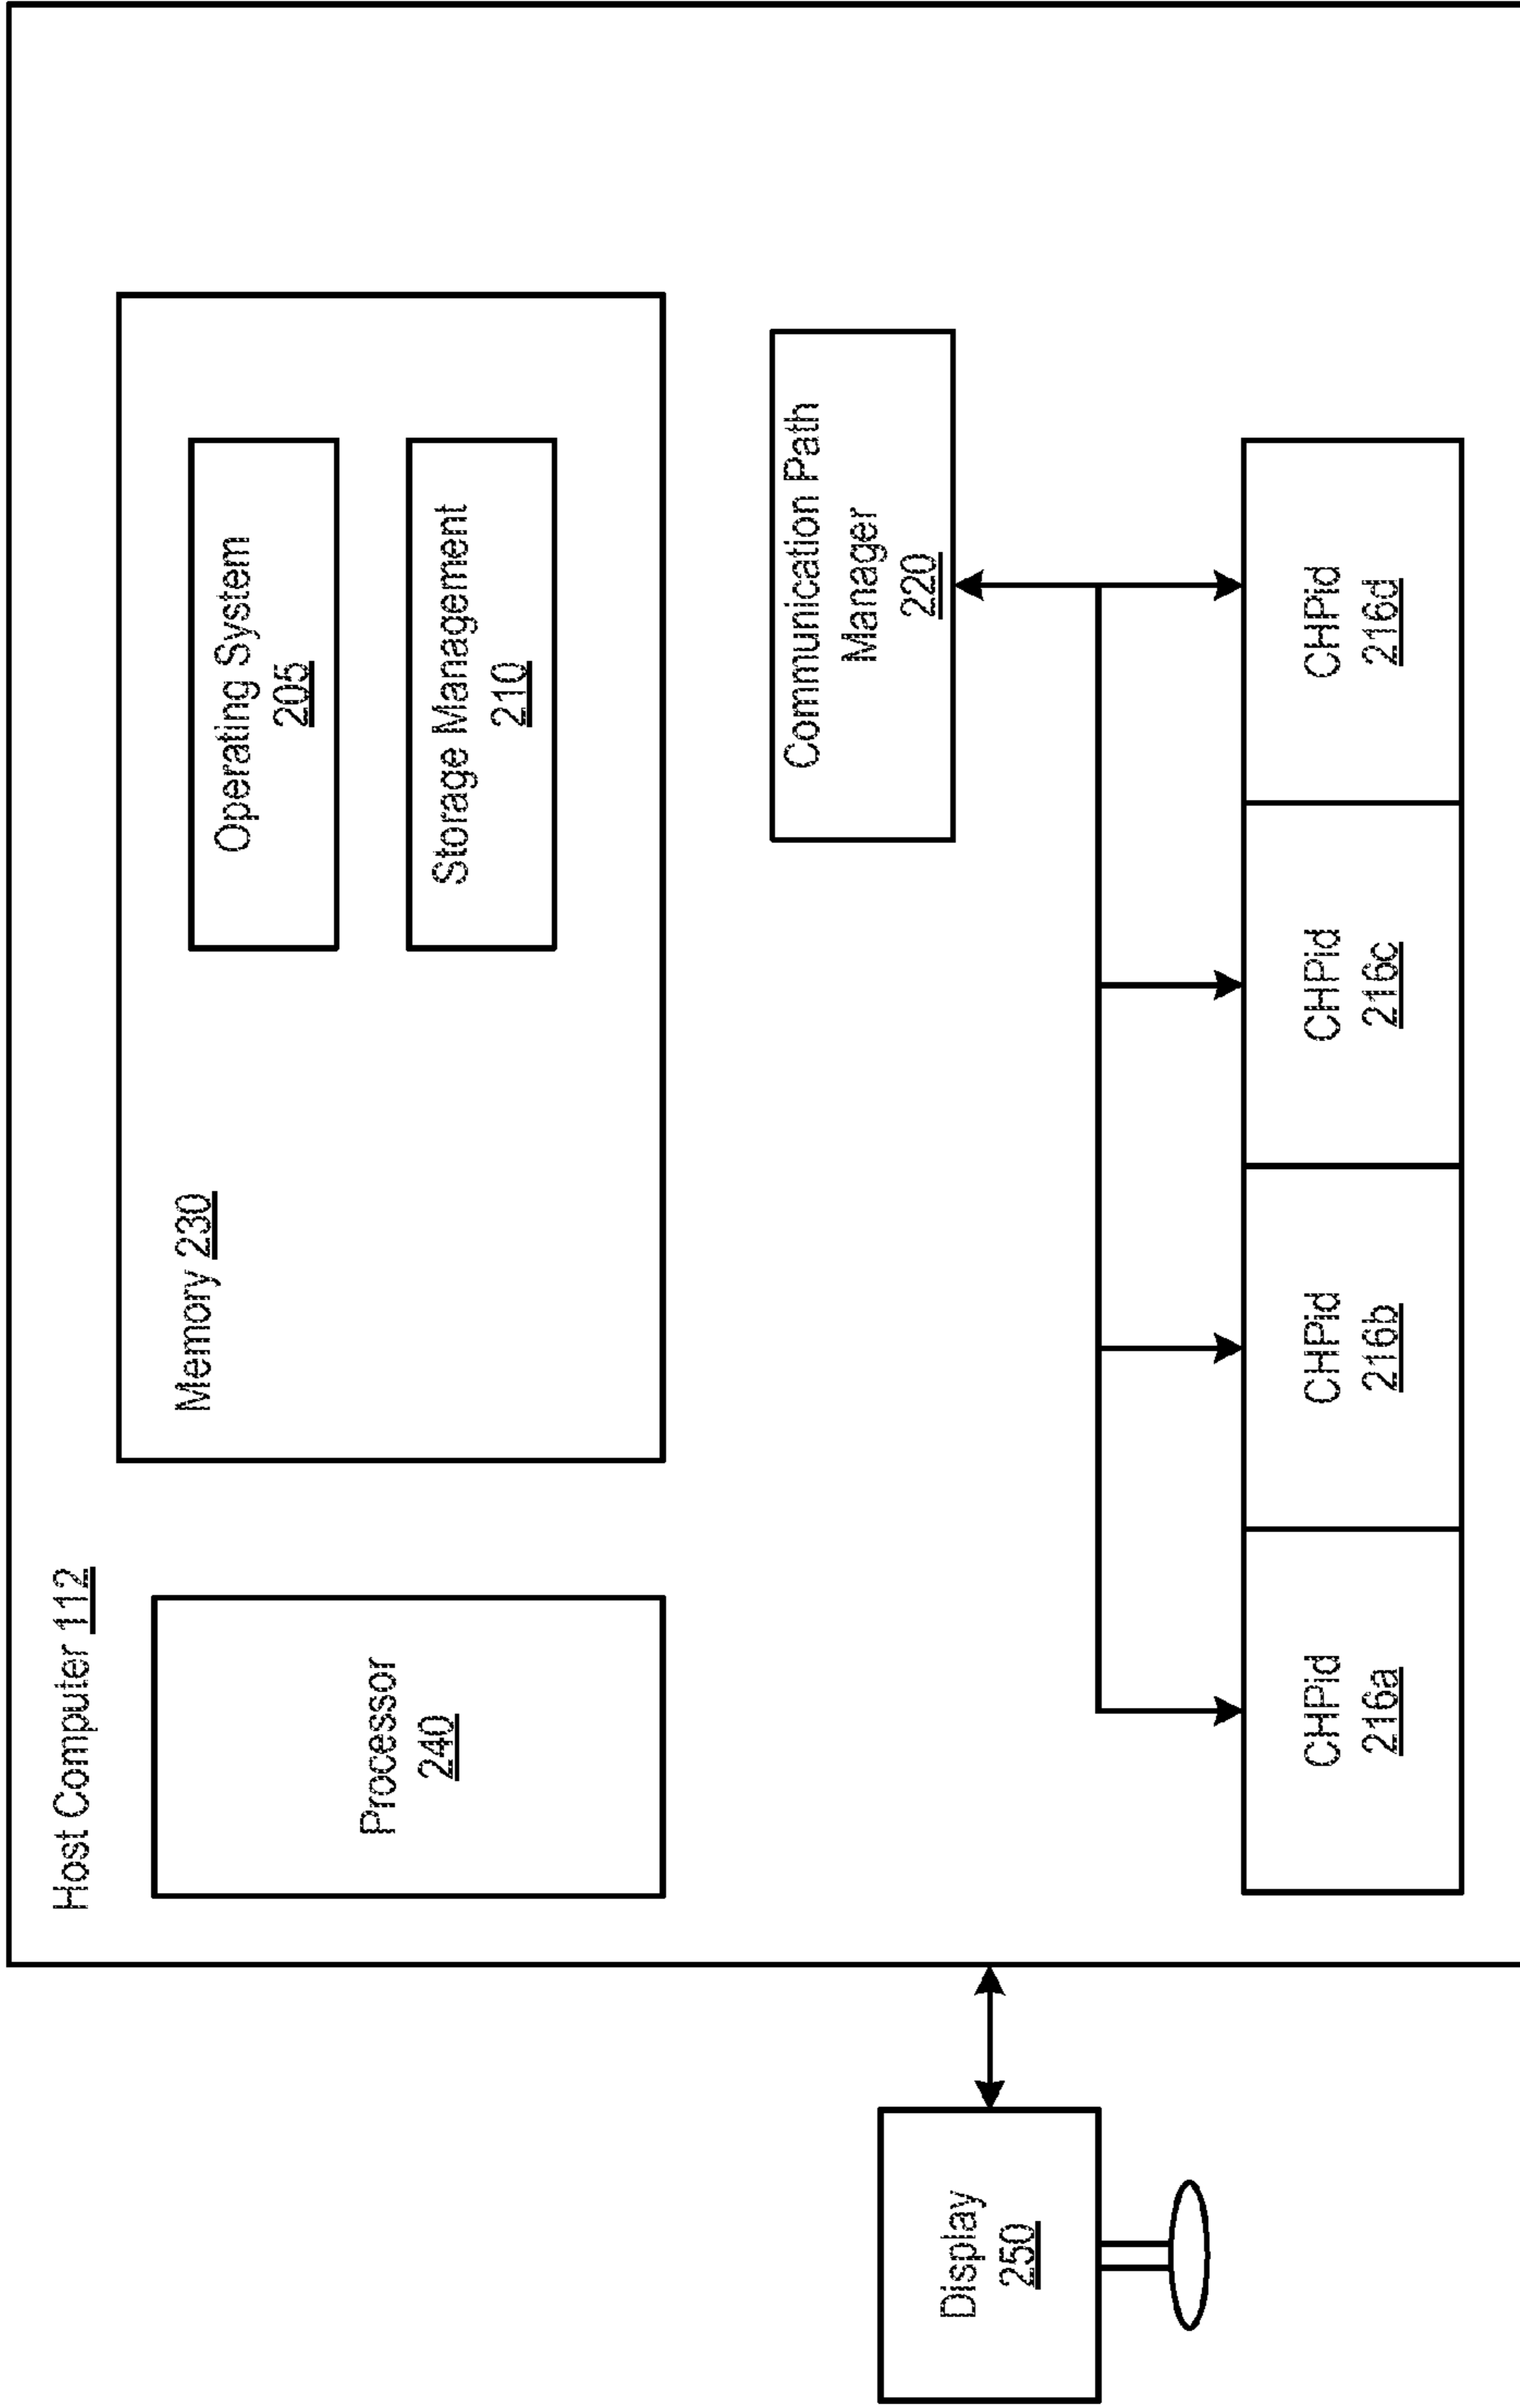 Host Computer 112
Processor
240
Memory 230
Operating System
205
Storage Management
210
Communication Path
Manager
220
Display
250
CHPid
216a
CHPid
216b
CHPid
216c
CHPid
216d